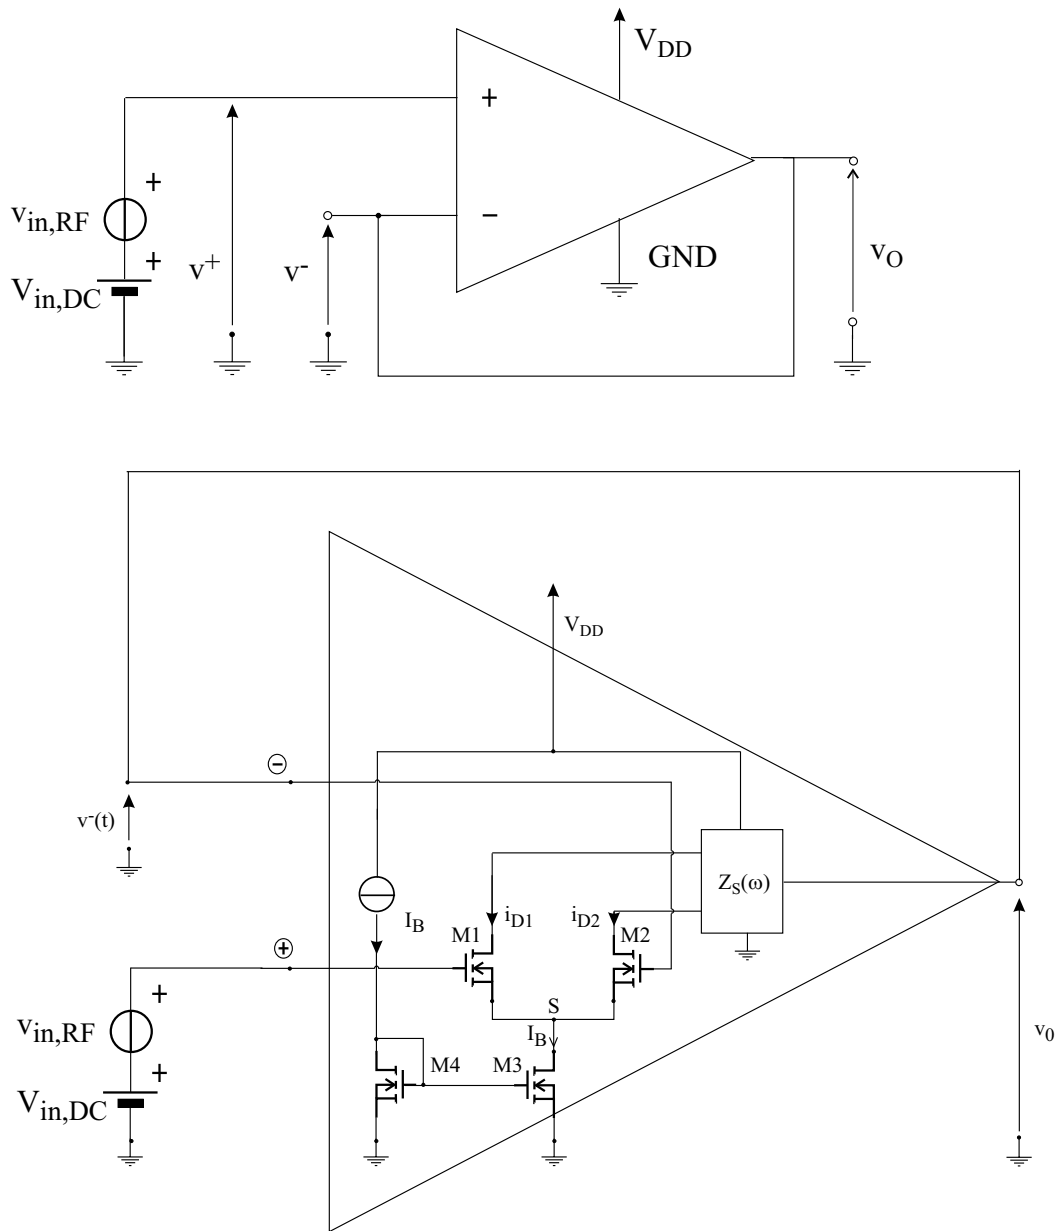 V_DD
+
+
v_in,RF
−
+
V_in,DC
v^+
v^-
GND
v_O
V_DD
−
v^-(t)
Z_S(ω)
I_B
i_D1
i_D2
M1
M2
+
+
v_in,RF
S
I_B
v_0
+
M4
M3
V_in,DC